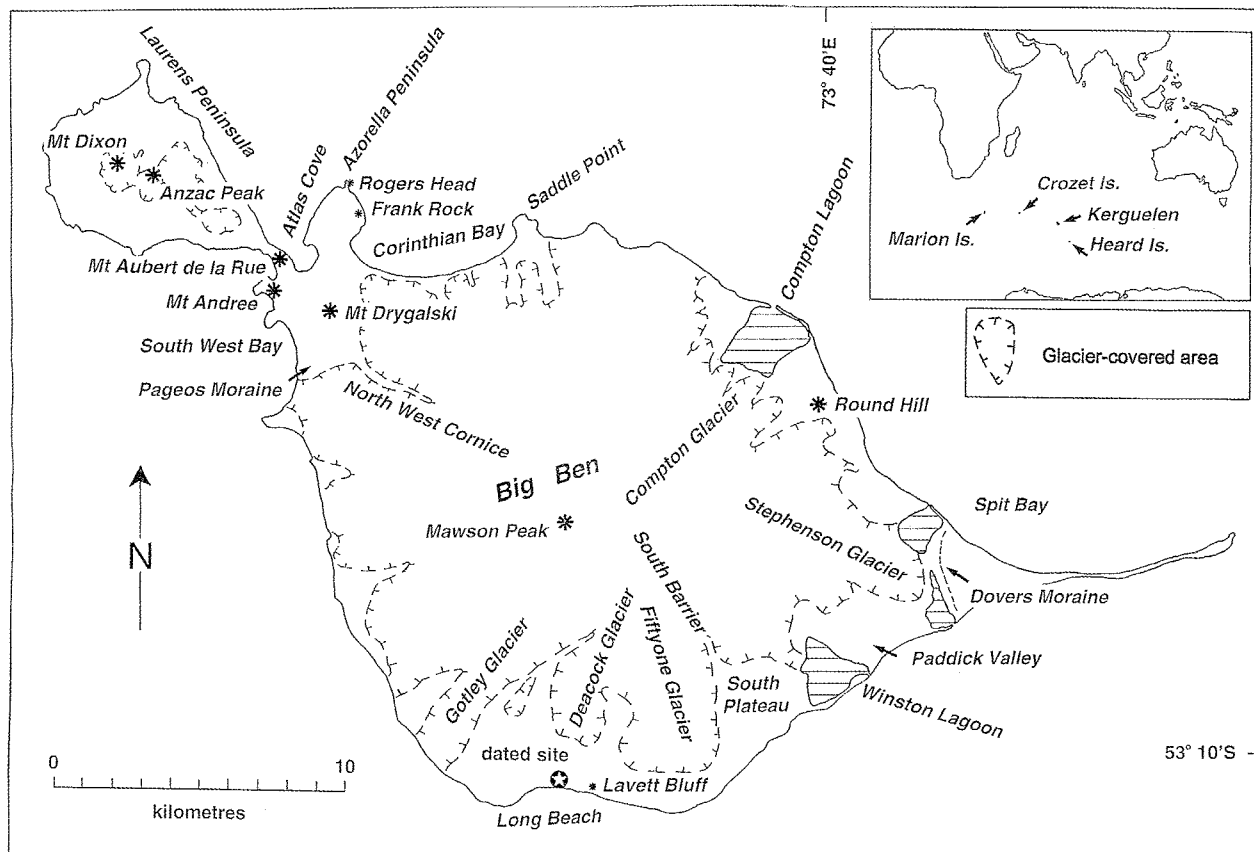 Laurens Peninsula
Azorella Peninsula
Atlas Cove
Saddle Point
Compton Lagoon
73° 40'E
Mt Dixon
Anzac Peak
Rogers Head
Frank Rock
Corinthian Bay
Mt Aubert de la Rue
Mt Andree
Mt Drygalski
South West Bay
Pageos Moraine
North West Cornice
Crozet Is.
Marion Is.
Kerguelen
Heard Is.
Glacier-covered area
Round Hill
Compton Glacier
Big Ben
Mawson Peak
Spit Bay
Stephenson Glacier
South Barrier
Dovers Moraine
N
Gotley Glacier
Deacock Glacier
Fiftyone Glacier
Paddick Valley
South
Plateau
Winston Lagoon
53° 10'S
0
10
kilometres
dated site
Lavett Bluff
Long Beach